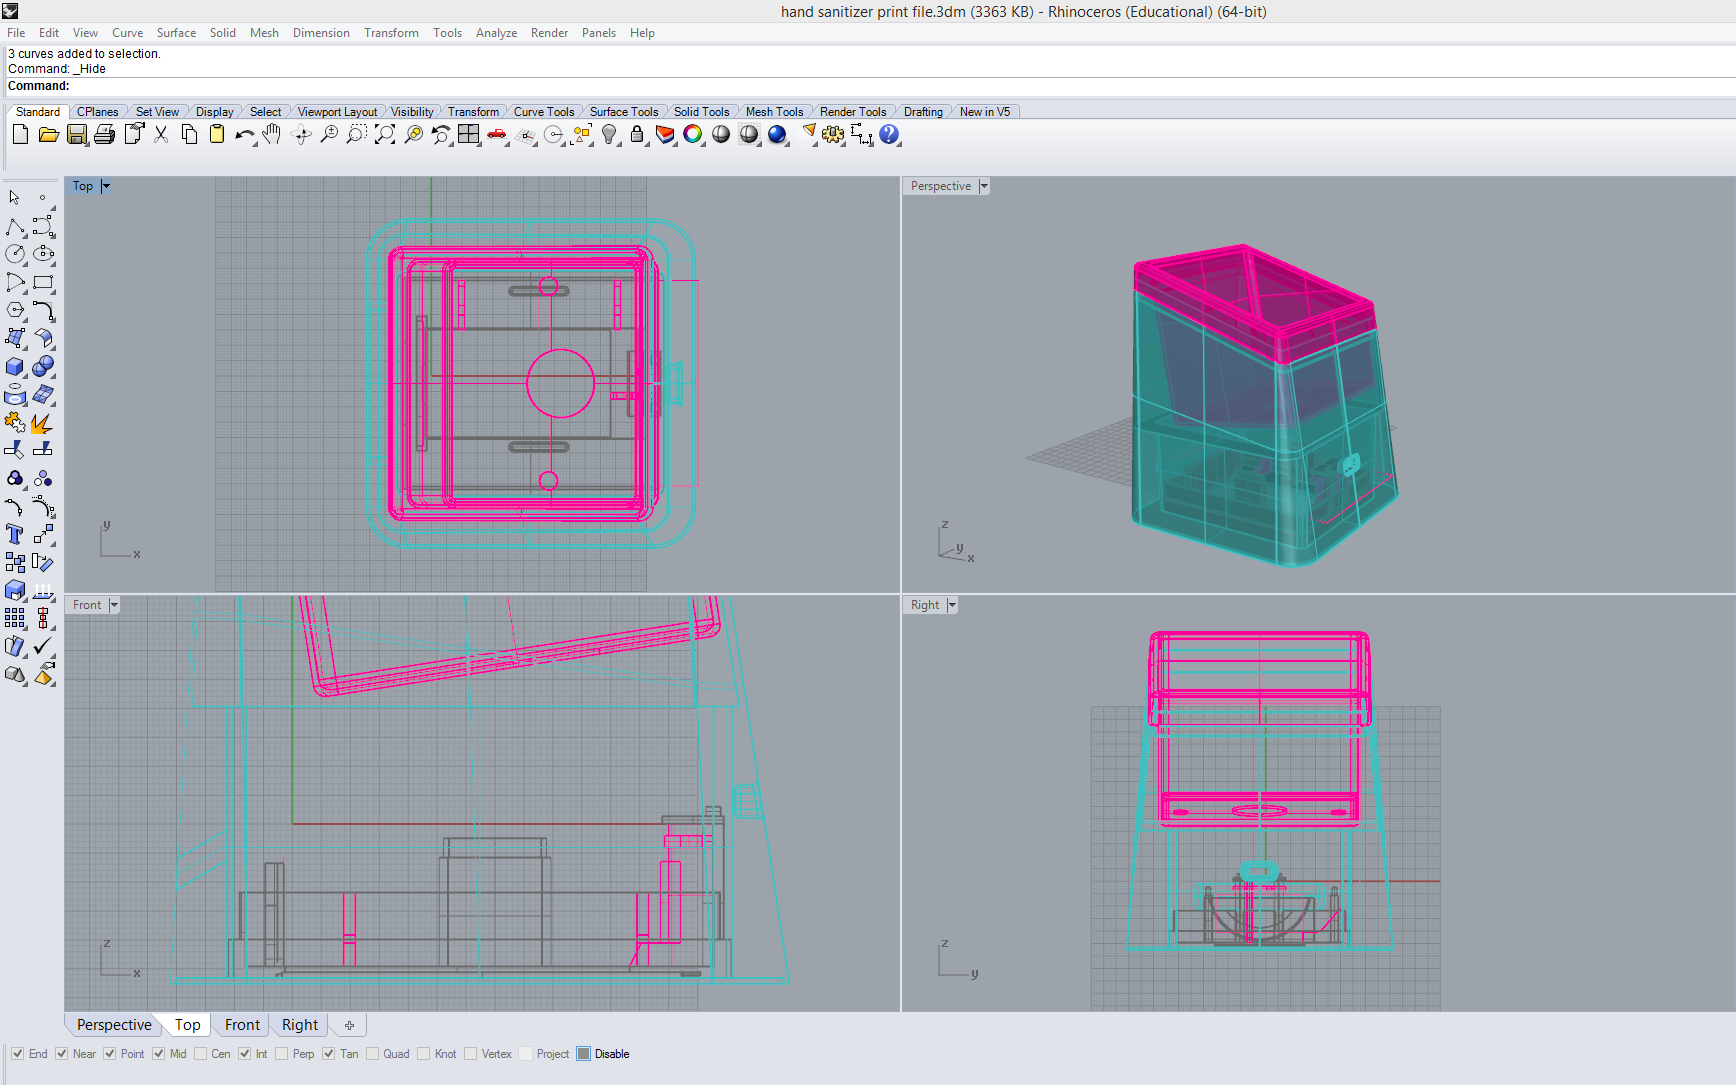 hand sanitizer print file.3dm (3363 KB) - Rhinoceros (Educational) (64-bit)
File Edit View Curve Surface Solid Mesh Dimension Transform Tools Analyze Render Panels Help
3 curves added to selection.
Command: _Hide
Command:
Standard CPlanes Set View Display Select Viewport Layout Visibility Transform Curve Tools Surface Tools Solid Tools Mesh Tools Render Tools Drafting New in V5
Top
Perspective
y
x
z
y
x
Front
Right
z
x
z
y
Perspective Top Front Right
End Near Point Mid Cen Int Perp Tan Quad Knot Vertex Project Disable